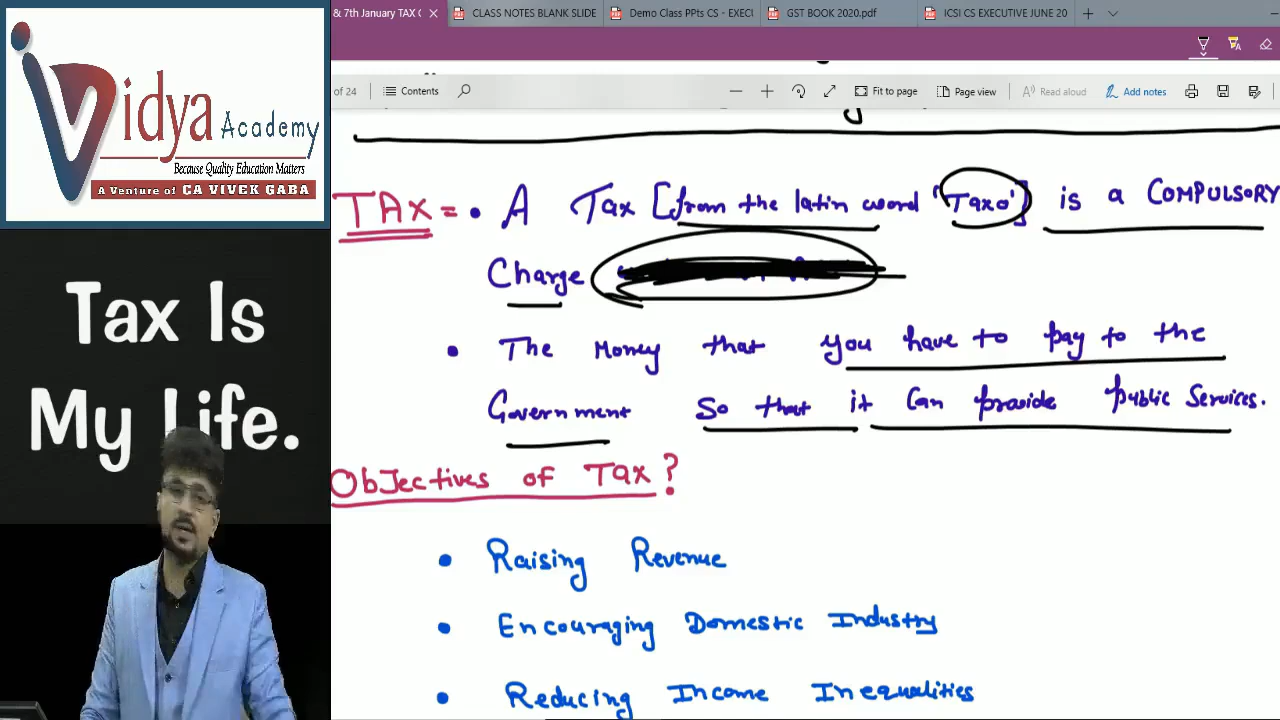 & 7th January TAX C
CLASS NOTES BLANK SLIDE
Demo Class PPts CS - EXECU
GST BOOK 2020.pdf
ICSI CS EXECUTIVE JUNE 20
of 24
Contents
Fit to page
Page view
Read aloud
Add notes
Vidya Academy
Because Quality Education Matters
A Venture of CA VIVEK GABA
Tax Is
My Life.
TAX = • A Tax [from the latin word 'Taxo'] is a COMPULSORY
Charge
• The Money that you have to pay to the
Government So that it Can provide public Services.
Objectives of Tax?
• Raising Revenue
• Encouraging Domestic Industry
• Reducing Income Inequalities